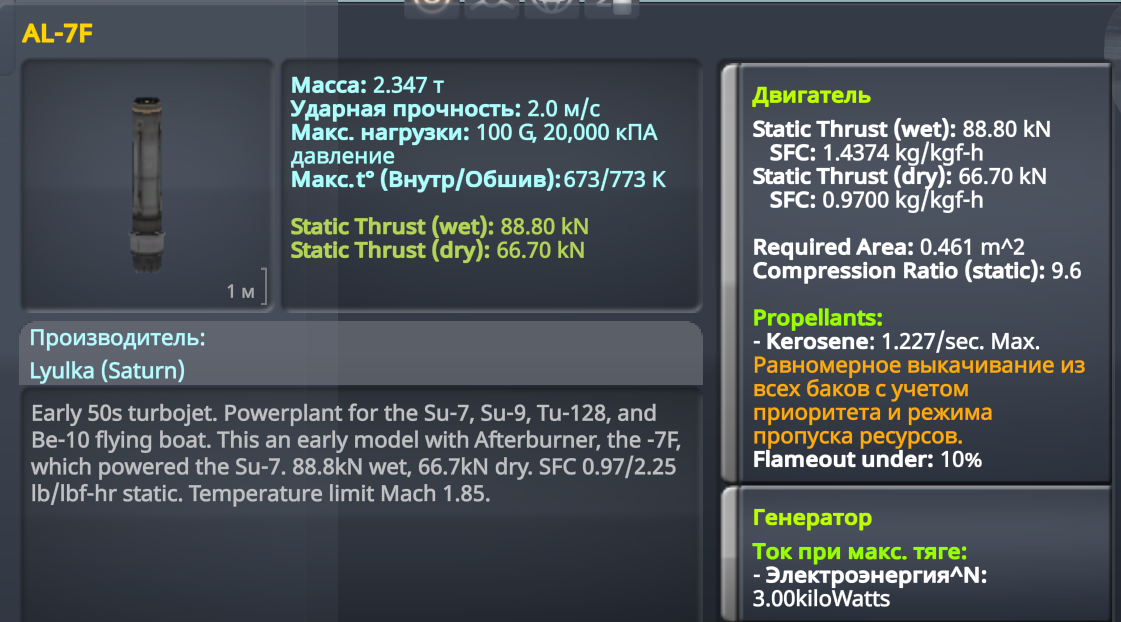 AL-7F
1 м
Масса: 2.347 т
Ударная прочность: 2.0 м/с
Макс. нагрузки: 100 G, 20,000 кПА
давление
Макс.t° (Внутр/Обшив):673/773 K
Static Thrust (wet): 88.80 kN
Static Thrust (dry): 66.70 kN
Производитель:
Lyulka (Saturn)
Early 50s turbojet. Powerplant for the Su-7, Su-9, Tu-128, and
Be-10 flying boat. This an early model with Afterburner, the -7F,
which powered the Su-7. 88.8kN wet, 66.7kN dry. SFC 0.97/2.25
lb/lbf-hr static. Temperature limit Mach 1.85.
Двигатель
Static Thrust (wet): 88.80 kN
SFC: 1.4374 kg/kgf-h
Static Thrust (dry): 66.70 kN
SFC: 0.9700 kg/kgf-h
Required Area: 0.461 m^2
Compression Ratio (static): 9.6
Propellants:
- Kerosene: 1.227/sec. Max.
Равномерное выкачивание из
всех баков с учетом
приоритета и режима
пропуска ресурсов.
Flameout under: 10%
Генератор
Ток при макс. тяге:
- Электроэнергия^N:
3.00kiloWatts